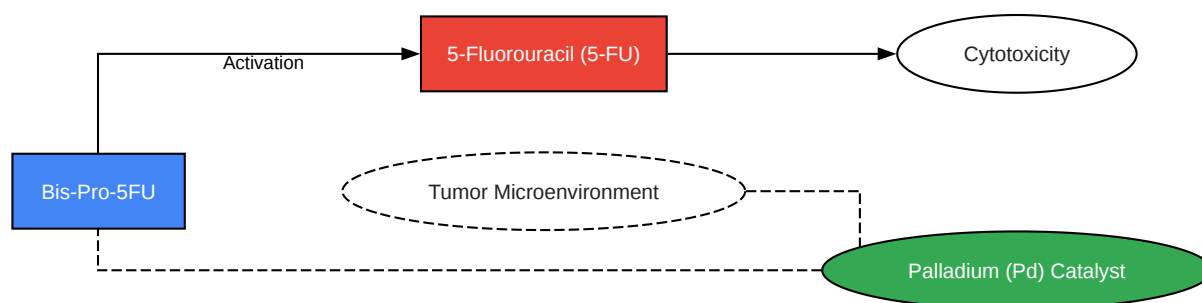 5-Fluorouracil (5-FU)
Cytotoxicity
Activation
Bis-Pro-5FU
Tumor Microenvironment
Palladium (Pd) Catalyst